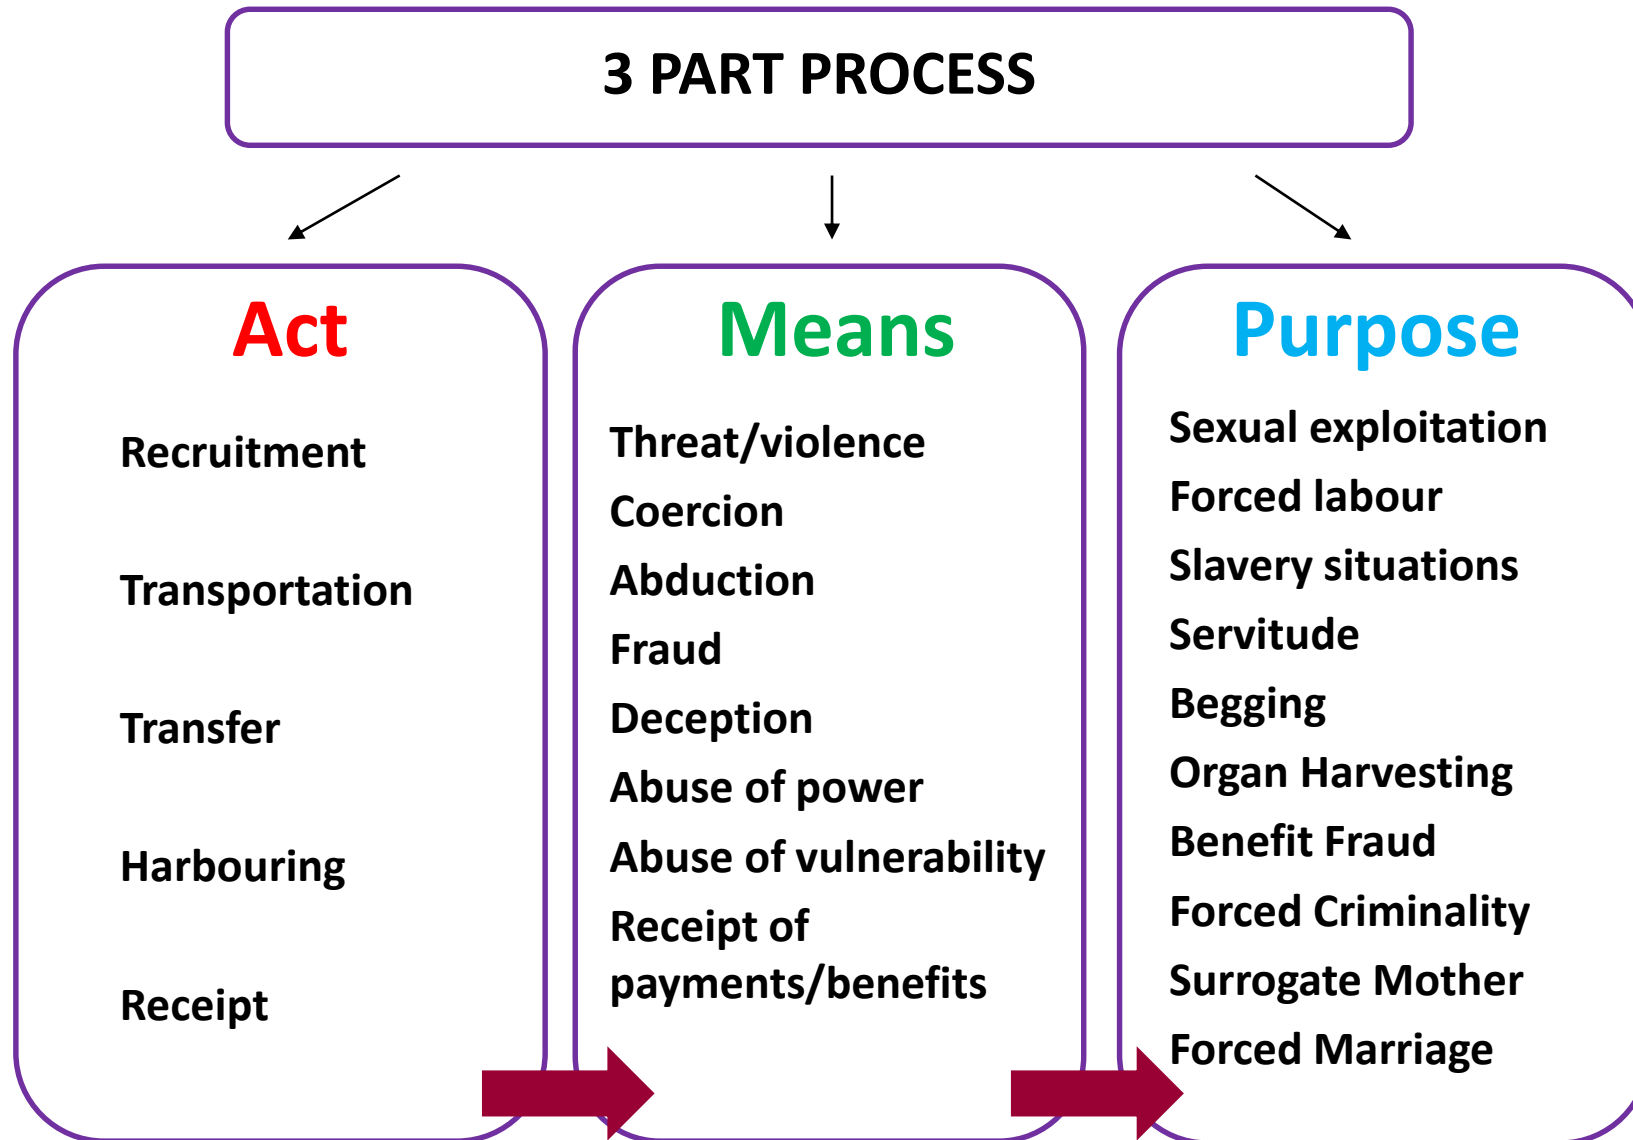 3 PART PROCESS
Act
Recruitment
Transportation
Transfer
Harbouring
Receipt
Means
Threat/violence
Coercion
Abduction
Fraud
Deception
Abuse of power
Abuse of vulnerability
Receipt of
payments/benefits
Purpose
Sexual exploitation
Forced labour
Slavery situations
Servitude
Begging
Organ Harvesting
Benefit Fraud
Forced Criminality
Surrogate Mother
Forced Marriage